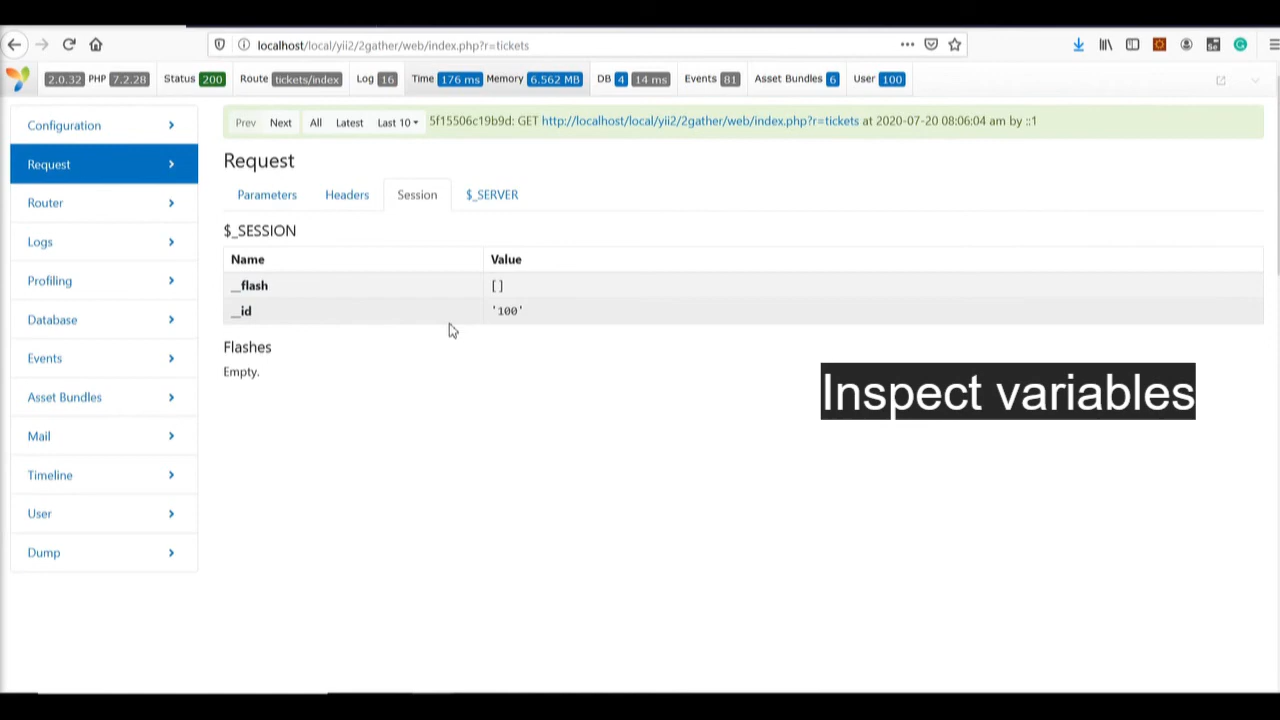 localhost/local/yii2/2gather/web/index.php?r=tickets
2.0.32 PHP 7.2.28 Status 200 Route tickets/index Log 16 Time 176 ms Memory 6.562 MB DB 4 14 ms Events 81 Asset Bundles 6 User 100
Configuration
Request
Router
Logs
Profiling
Database
Events
Asset Bundles
Mail
Timeline
User
Dump
Prev Next All Latest Last 10 5f15506c19b9d: GET http://localhost/local/yii2/2gather/web/index.php?r=tickets at 2020-07-20 08:06:04 am by ::1
Request
Parameters Headers Session $_SERVER
$_SESSION
Name Value
__flash []
__id '100'
Flashes
Empty.
Inspect variables